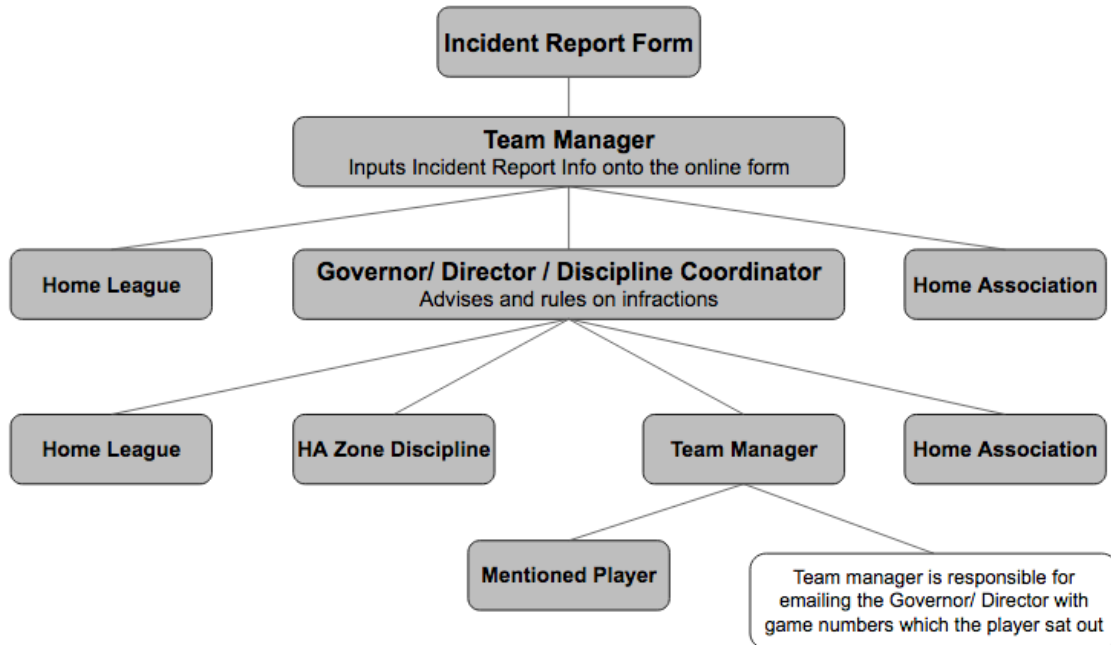 Incident Report Form
Team Manager
Inputs Incident Report Info onto the online form
Home League
Governor/ Director / Discipline Coordinator
Advises and rules on infractions
Home Association
Home League
HA Zone Discipline
Team Manager
Home Association
Mentioned Player
Team manager is responsible for
emailing the Governor/ Director with
game numbers which the player sat out